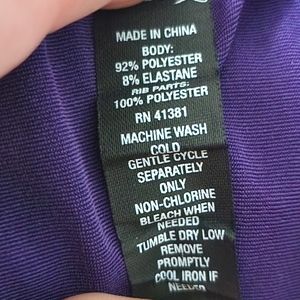 MADE IN CHINA
BODY:
92% POLYESTER
8% ELASTANE
RIB PARTS:
100% POLYESTER
RN 41381
MACHINE WASH
COLD
GENTLE CYCLE
SEPARATELY
ONLY
NON-CHLORINE
BLEACH WHEN
NEEDED
TUMBLE DRY LOW
REMOVE
PROMPTLY
COOL IRON IF
NEEDED